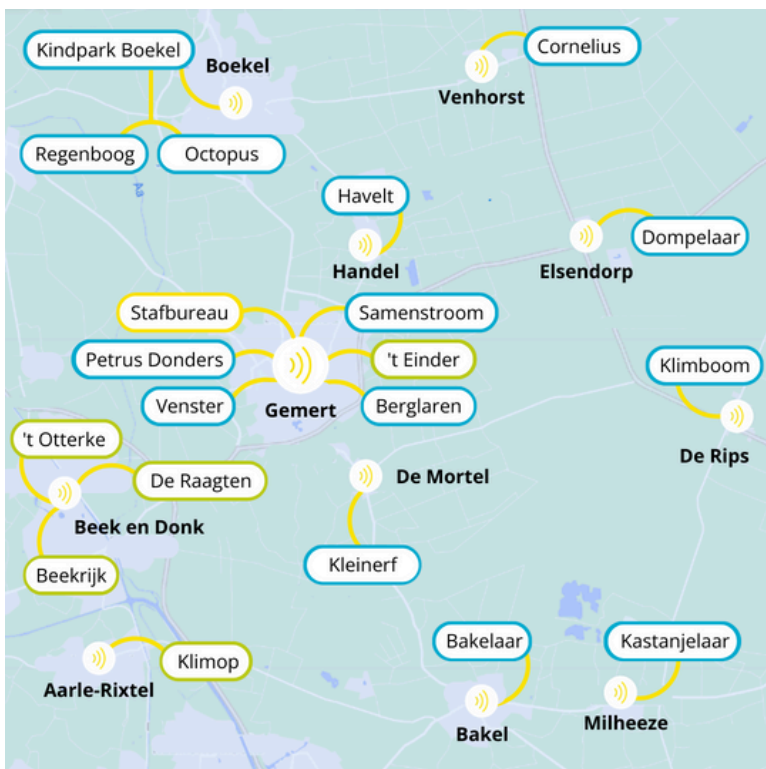 Kindpark Boekel
Boekel
Regenboog
Octopus
Cornelius
Venhorst
A3
Havelt
Handel
Dompelaar
Elsendorp
Stafbureau
Samenstroom
Petrus Donders
't Einder
Venster
Gemert
Berglaren
Klimboom
De Rips
't Otterke
De Raagten
Beek en Donk
Beekrijk
De Mortel
Kleinerf
Klimop
Aarle-Rixtel
Bakelaar
Bakel
Kastanjelaar
Milheeze